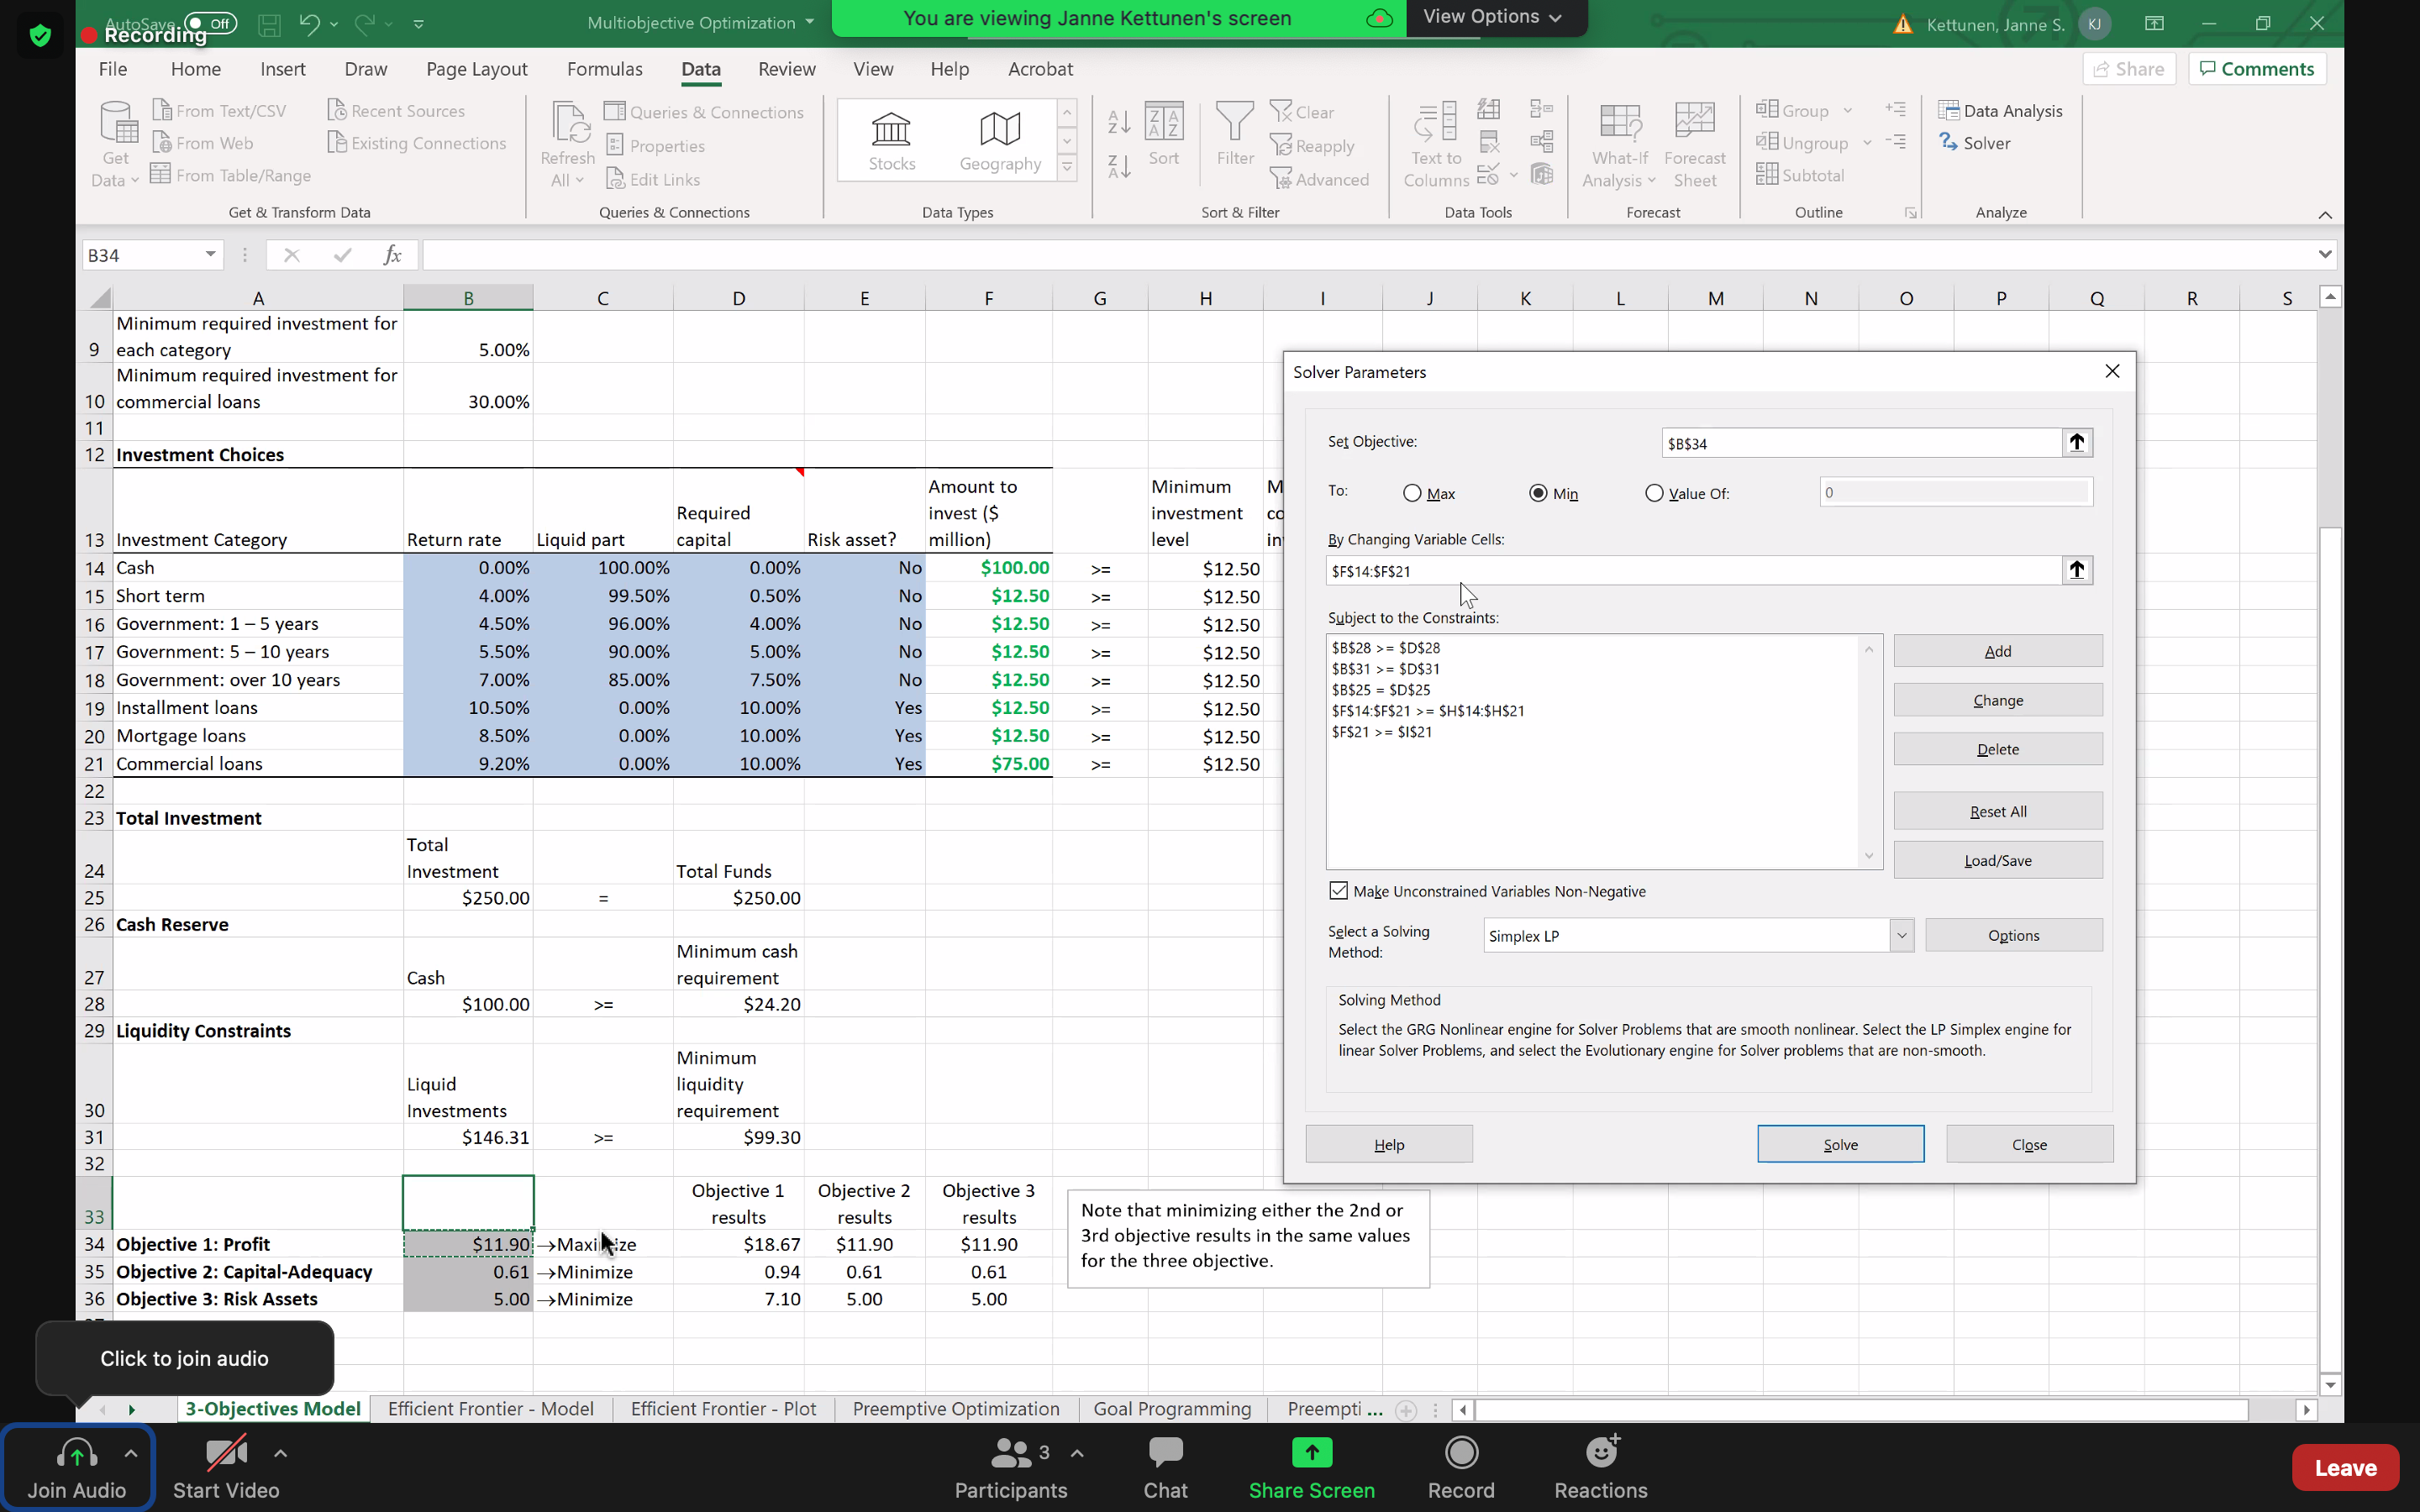 AutoSave Off
Recording
Multiobjective Optimization
You are viewing Janne Kettunen's screen
View Options
Kettunen, Janne S.
KJ
File Home Insert Draw Page Layout Formulas Data Review View Help Acrobat
Share
Comments
Get Data
From Text/CSV
From Web
From Table/Range
Recent Sources
Existing Connections
Get & Transform Data
Refresh All
Queries & Connections
Properties
Edit Links
Queries & Connections
Stocks
Geography
Data Types
Sort
Filter
Clear
Reapply
Advanced
Sort & Filter
Text to Columns
Data Tools
What-If Analysis
Forecast Sheet
Forecast
Group
Ungroup
Subtotal
Outline
Data Analysis
Solver
Analyze
B34
fx
A B C D E F G H I J K L M N O P Q R S
Minimum required investment for
9 each category 5.00%
Minimum required investment for
10 commercial loans 30.00%
11
12 Investment Choices
13 Investment Category Return rate Liquid part Required capital Risk asset? Amount to invest ($ million) Minimum investment level
14 Cash 0.00% 100.00% 0.00% No $100.00 >= $12.50
15 Short term 4.00% 99.50% 0.50% No $12.50 >= $12.50
16 Government: 1 – 5 years 4.50% 96.00% 4.00% No $12.50 >= $12.50
17 Government: 5 – 10 years 5.50% 90.00% 5.00% No $12.50 >= $12.50
18 Government: over 10 years 7.00% 85.00% 7.50% No $12.50 >= $12.50
19 Installment loans 10.50% 0.00% 10.00% Yes $12.50 >= $12.50
20 Mortgage loans 8.50% 0.00% 10.00% Yes $12.50 >= $12.50
21 Commercial loans 9.20% 0.00% 10.00% Yes $75.00 >= $12.50
22
23 Total Investment
24 Total Investment Total Funds
25 $250.00 = $250.00
26 Cash Reserve
27 Cash Minimum cash requirement
28 $100.00 >= $24.20
29 Liquidity Constraints
30 Liquid Investments Minimum liquidity requirement
31 $146.31 >= $99.30
32
33 Objective 1 results Objective 2 results Objective 3 results
34 Objective 1: Profit $11.90 →Maximize $18.67 $11.90 $11.90
35 Objective 2: Capital-Adequacy 0.61 →Minimize 0.94 0.61 0.61
36 Objective 3: Risk Assets 5.00 →Minimize 7.10 5.00 5.00
Note that minimizing either the 2nd or
3rd objective results in the same values
for the three objective.
Solver Parameters
Set Objective: $B$34
To: Max Min Value Of: 0
By Changing Variable Cells:
$F$14:$F$21
Subject to the Constraints:
$B$28 >= $D$28
$B$31 >= $D$31
$B$25 = $D$25
$F$14:$F$21 >= $H$14:$H$21
$F$21 >= $I$21
Add
Change
Delete
Reset All
Load/Save
Make Unconstrained Variables Non-Negative
Select a Solving Method: Simplex LP
Options
Solving Method
Select the GRG Nonlinear engine for Solver Problems that are smooth nonlinear. Select the LP Simplex engine for
linear Solver Problems, and select the Evolutionary engine for Solver problems that are non-smooth.
Help
Solve
Close
Click to join audio
3-Objectives Model Efficient Frontier - Model Efficient Frontier - Plot Preemptive Optimization Goal Programming Preempti ...
Join Audio
Start Video
3
Participants
Chat
Share Screen
Record
Reactions
Leave